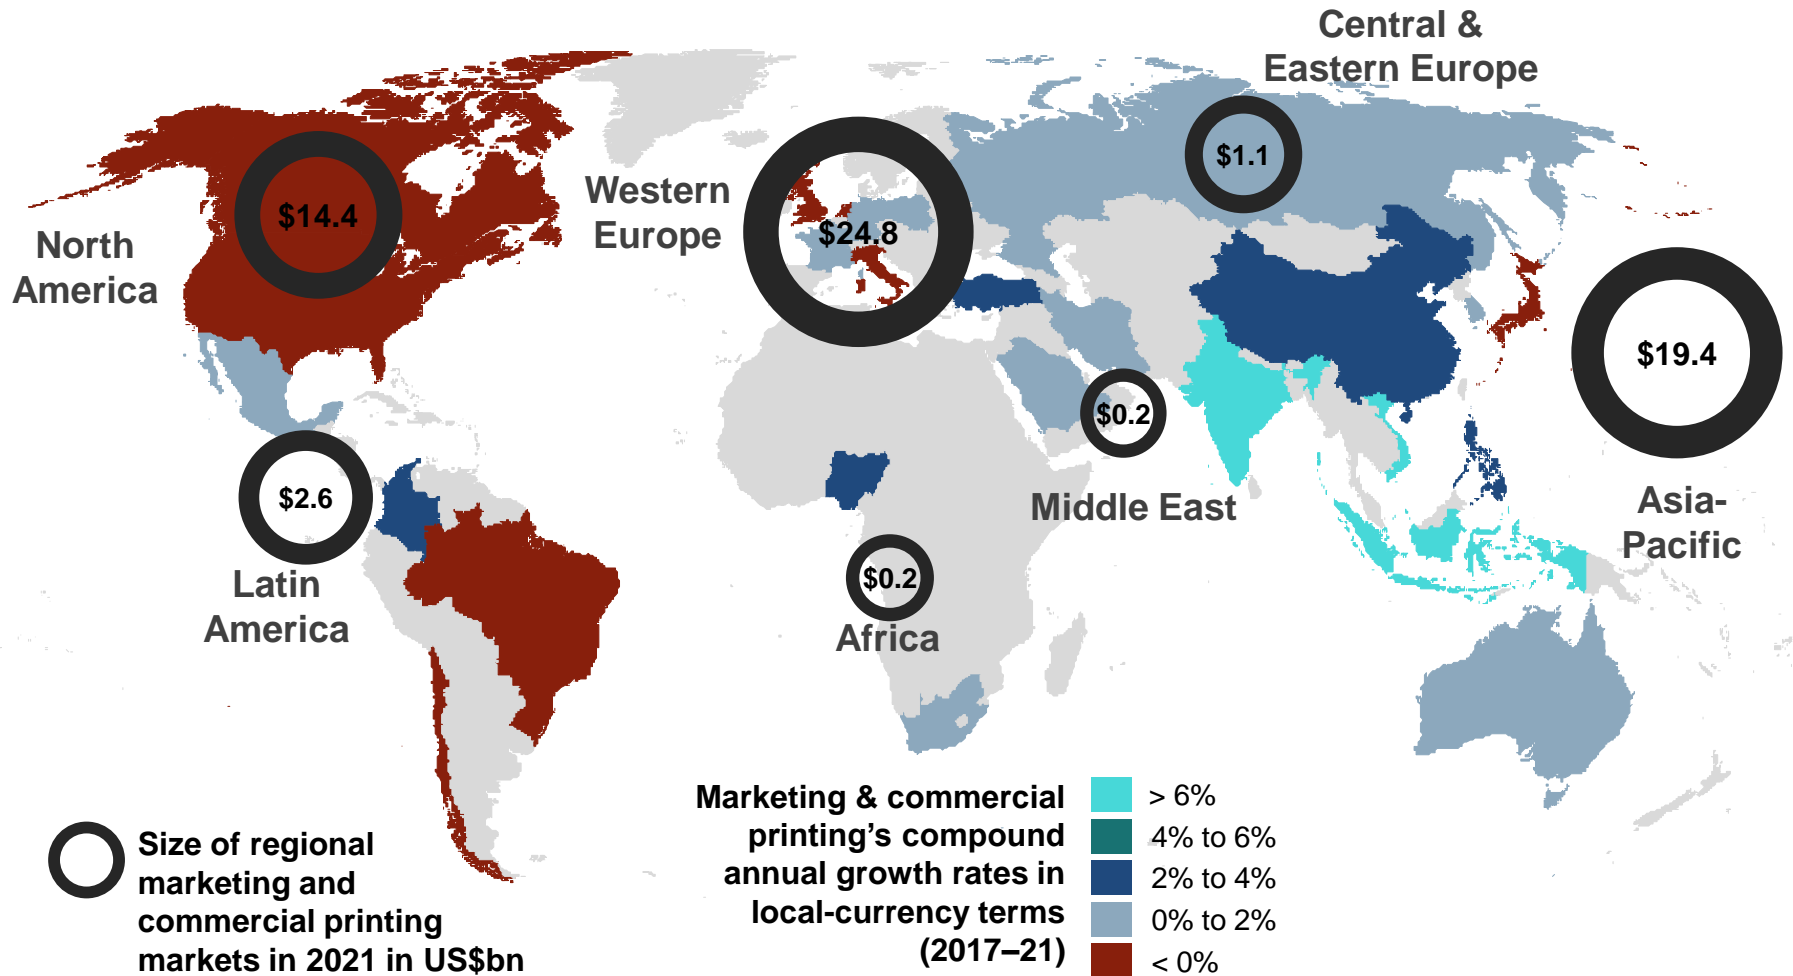 Central &
Eastern Europe
$1.1
$14.4
North
America
Western
Europe
$24.8
$19.4
Asia-
Pacific
$0.2
Middle East
$2.6
Latin
America
$0.2
Africa
Size of regional
marketing and
commercial printing
markets in 2021 in US$bn
Marketing & commercial
printing’s compound
annual growth rates in
local-currency terms
(2017–21)
> 6%
4% to 6%
2% to 4%
0% to 2%
< 0%